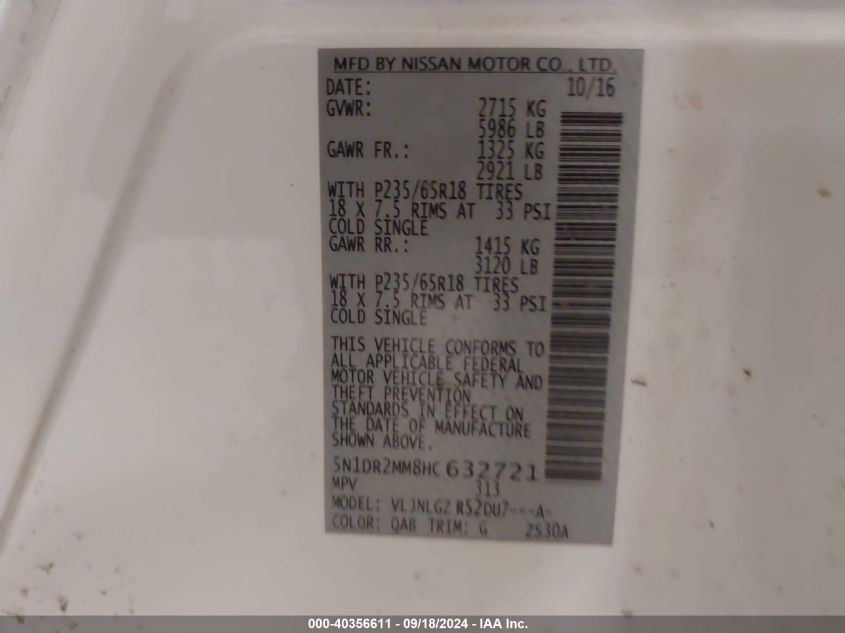 MFD BY NISSAN MOTOR CO., LTD.
DATE: 10/16
GVWR: 2715 KG
5986 LB
GAWR FR.: 1325 KG
2921 LB
WITH P235/65R18 TIRES
18 X 7.5 RIMS AT 33 PSI
COLD SINGLE
GAWR RR.: 1415 KG
3120 LB
WITH P235/65R18 TIRES
18 X 7.5 RIMS AT 33 PSI
COLD SINGLE
THIS VEHICLE CONFORMS TO
ALL APPLICABLE FEDERAL
MOTOR VEHICLE SAFETY AND
THEFT PREVENTION
STANDARDS IN EFFECT ON
THE DATE OF MANUFACTURE
SHOWN ABOVE.
5N1DR2MM8HC 632721
MPV 313
MODEL: VLJNLGZ R52DU7---A-
COLOR: QAB TRIM: G 2S30A
000-40356611 - 09/18/2024 - IAA Inc.